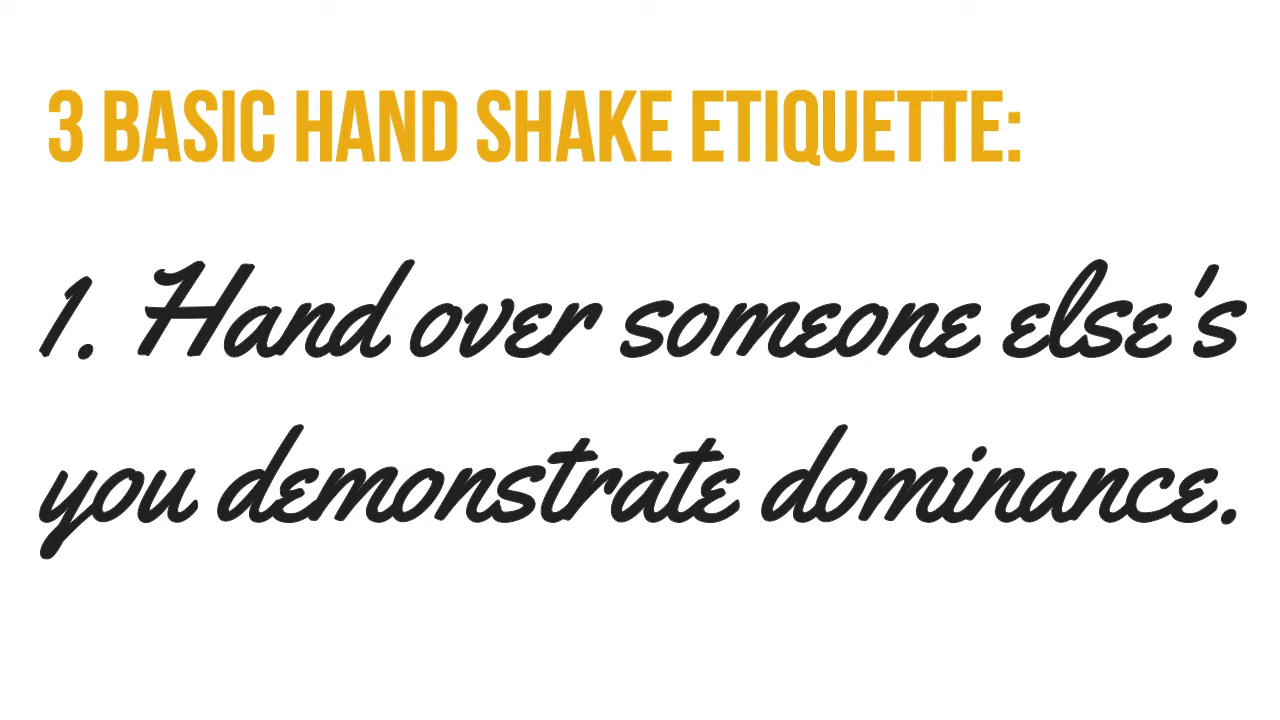 3 BASIC HAND SHAKE ETIQUETTE:
1. Hand over someone else's
you demonstrate dominance.